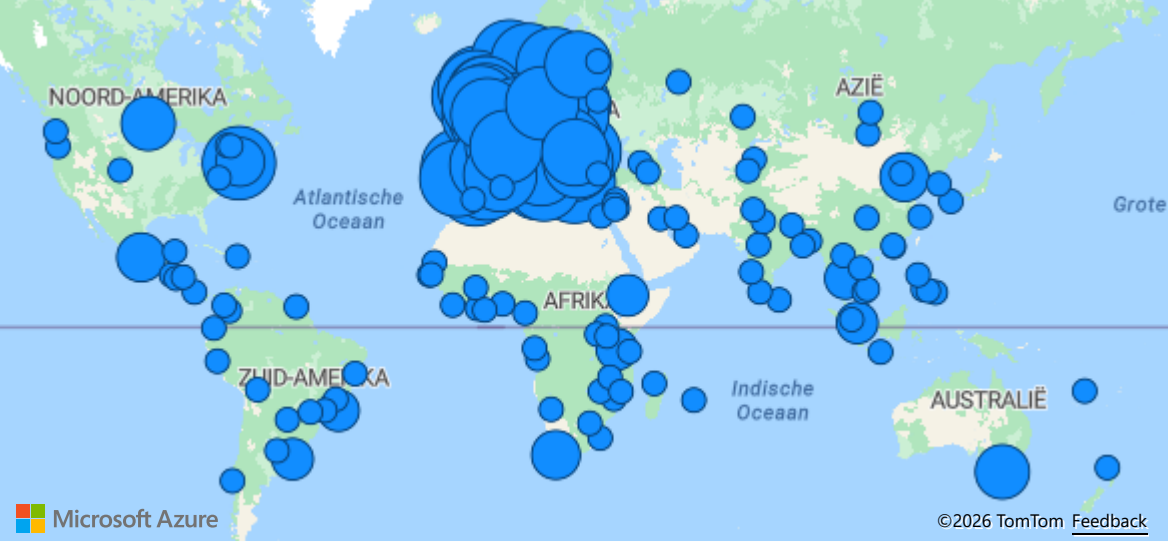 NOORD-AMERIKA
AZIË
A
Atlantische
Oceaan
Grote
AFRIKA
ZUID-AMERIKA
Indische
Oceaan
AUSTRALIË
Microsoft Azure
©2026 TomTom Feedback